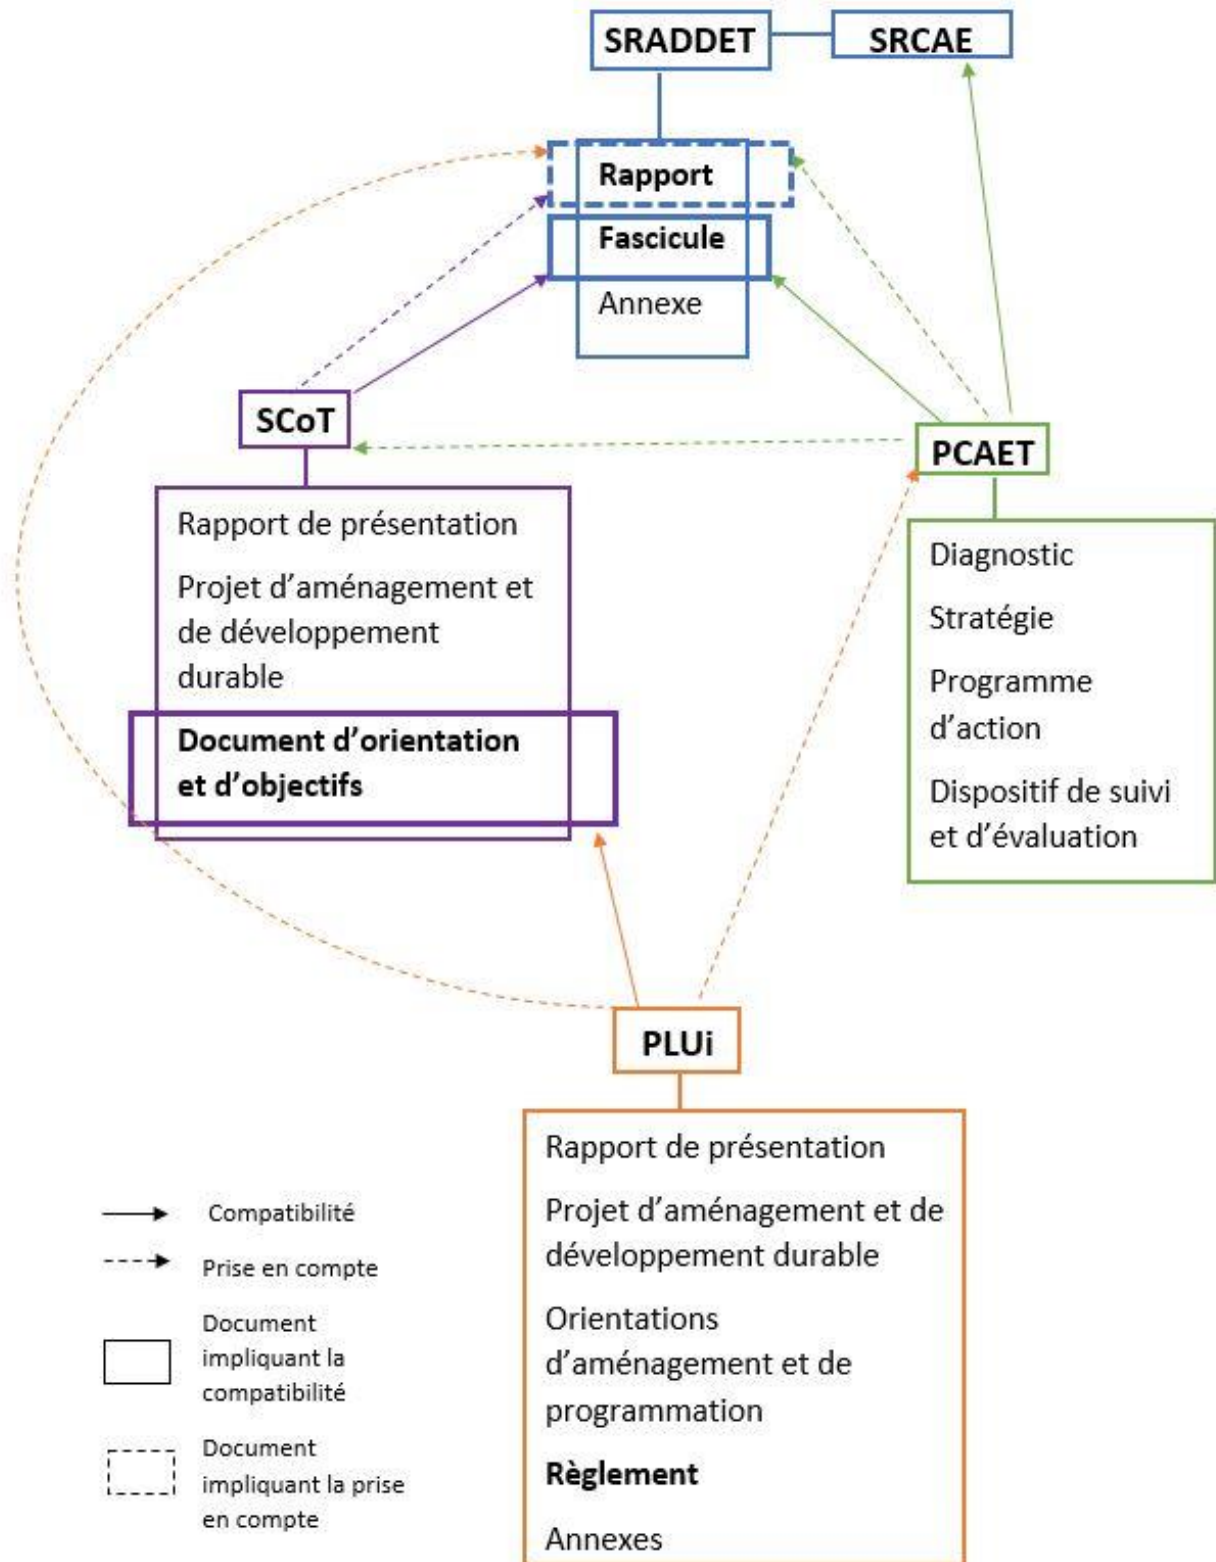 SRADDET
SRCAE
Rapport
Fascicule
Annexe
SCoT
PCAET
Rapport de présentation
Projet d’aménagement et
de développement
durable
Document d’orientation
et d’objectifs
Diagnostic
Stratégie
Programme
d’action
Dispositif de suivi
et d’évaluation
PLUi
Rapport de présentation
Projet d’aménagement et de
développement durable
Orientations
d’aménagement et de
programmation
Règlement
Annexes
Compatibilité
Prise en compte
Document
impliquant la
compatibilité
Document
impliquant la prise
en compte